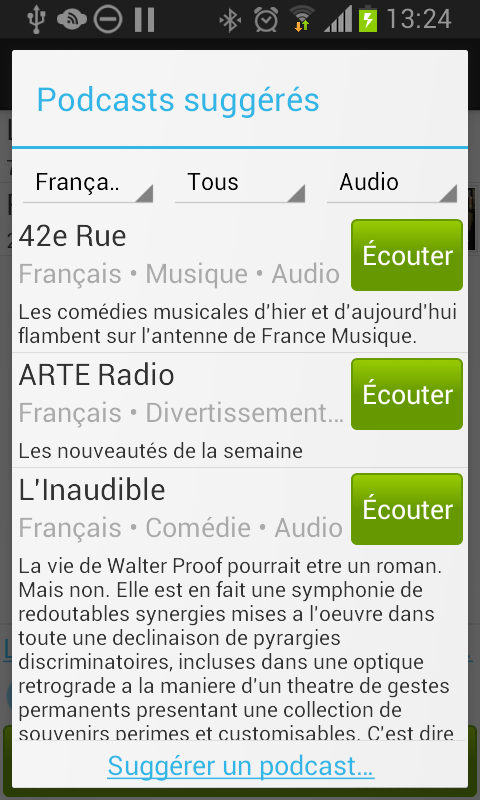 13:24
Podcasts suggérés
França..
Tous
Audio
42e Rue
Écouter
Français • Musique • Audio
Les comédies musicales d'hier et d'aujourd'hui
flambent sur l'antenne de France Musique.
ARTE Radio
Écouter
Français • Divertissement...
Les nouveautés de la semaine
L'Inaudible
Écouter
Français • Comédie • Audio
La vie de Walter Proof pourrait etre un roman.
Mais non. Elle est en fait une symphonie de
redoutables synergies mises a l'oeuvre dans
toute une declinaison de pyrargies
discriminatoires, incluses dans une optique
retrograde a la maniere d'un theatre de gestes
permanents presentant une collection de
souvenirs perimes et customisables. C'est dire
Suggérer un podcast...